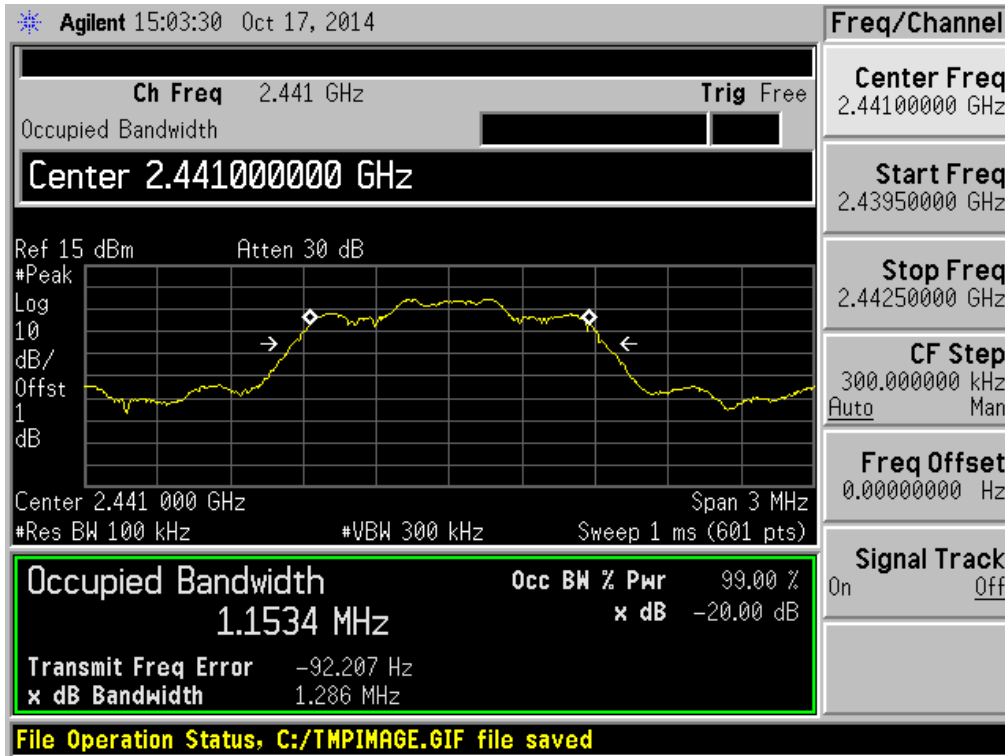 Agilent 15:03:30 Oct 17, 2014
Freq/Channel
Ch Freq 2.441 GHz Trig Free
Occupied Bandwidth
Center 2.441000000 GHz
Ref 15 dBm Atten 30 dB
#Peak
Log
10
dB/
Offst
1
dB
Center 2.441 000 GHz Span 3 MHz
#Res BW 100 kHz #VBW 300 kHz Sweep 1 ms (601 pts)
Occupied Bandwidth Occ BW % Pwr 99.00 %
1.1534 MHz x dB -20.00 dB
Transmit Freq Error -92.207 Hz
x dB Bandwidth 1.286 MHz
File Operation Status, C:/TMPIMAGE.GIF file saved
Center Freq
2.44100000 GHz
Start Freq
2.43950000 GHz
Stop Freq
2.44250000 GHz
CF Step
300.000000 kHz
Auto Man
Freq Offset
0.00000000 Hz
Signal Track
On Off